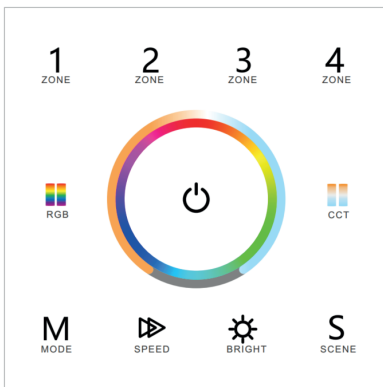 1 2 3 4
ZONE ZONE ZONE ZONE
RGB CCT
M S
MODE SPEED BRIGHT SCENE